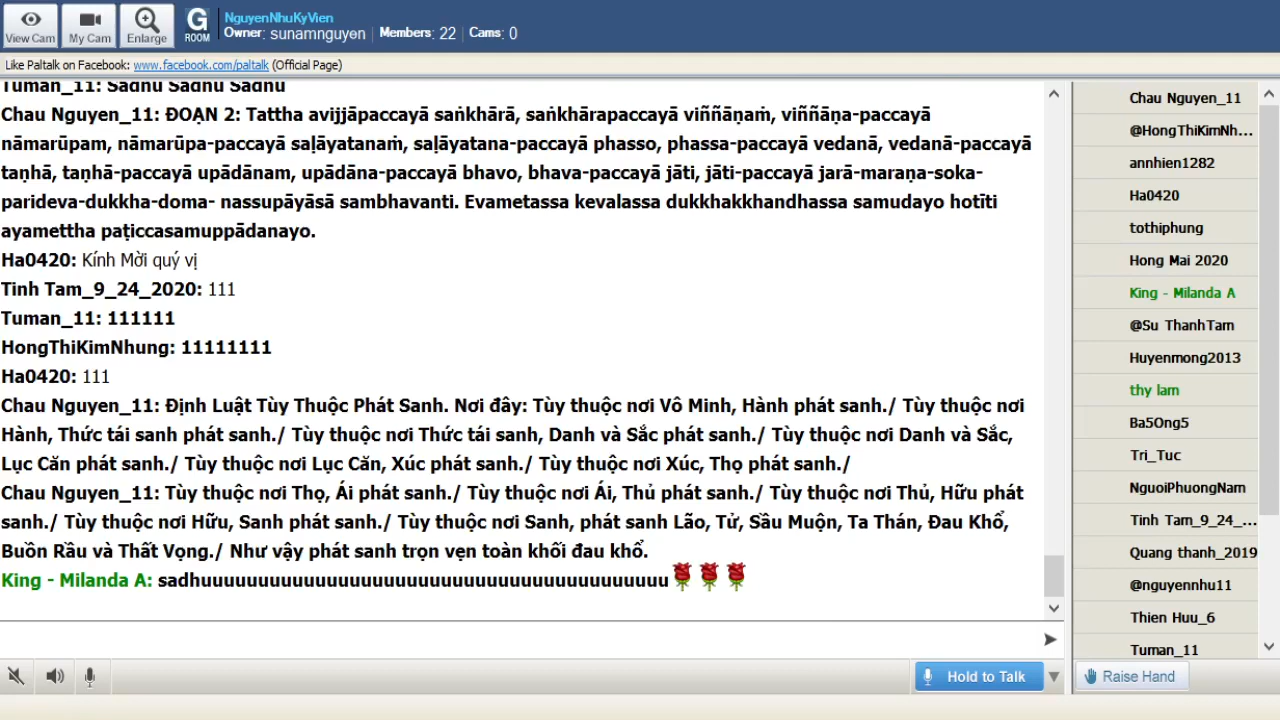 View Cam
My Cam
Enlarge
G
ROOM
NguyenNhuKyVien
Owner: sunamnguyen Members: 22 Cams: 0
Like Paltalk on Facebook: www.facebook.com/paltalk (Official Page)
Tuman_11: Sadhu Sadhu Sadhu
Chau Nguyen_11: ĐOẠN 2: Tattha avijjāpaccayā saṅkhārā, saṅkhārapaccayā viññāṇaṁ, viññāṇa-paccayā
nāmarūpam, nāmarūpa-paccayā saḷāyatanaṁ, saḷāyatana-paccayā phasso, phassa-paccayā vedanā, vedanā-paccayā
taṇhā, taṇhā-paccayā upādānam, upādāna-paccayā bhavo, bhava-paccayā jāti, jāti-paccayā jarā-maraṇa-soka-
parideva-dukkha-doma- nassupāyāsā sambhavanti. Evametassa kevalassa dukkhakkhandhassa samudayo hotīti
ayamettha paṭiccasamuppādanayo.
Ha0420: Kính Mời quý vị
Tinh Tam_9_24_2020: 111
Tuman_11: 111111
HongThiKimNhung: 11111111
Ha0420: 111
Chau Nguyen_11: Định Luật Tùy Thuộc Phát Sanh. Nơi đây: Tùy thuộc nơi Vô Minh, Hành phát sanh./ Tùy thuộc nơi
Hành, Thức tái sanh phát sanh./ Tùy thuộc nơi Thức tái sanh, Danh và Sắc phát sanh./ Tùy thuộc nơi Danh và Sắc,
Lục Căn phát sanh./ Tùy thuộc nơi Lục Căn, Xúc phát sanh./ Tùy thuộc nơi Xúc, Thọ phát sanh./
Chau Nguyen_11: Tùy thuộc nơi Thọ, Ái phát sanh./ Tùy thuộc nơi Ái, Thủ phát sanh./ Tùy thuộc nơi Thủ, Hữu phát
sanh./ Tùy thuộc nơi Hữu, Sanh phát sanh./ Tùy thuộc nơi Sanh, phát sanh Lão, Tử, Sầu Muộn, Ta Thán, Đau Khổ,
Buồn Rầu và Thất Vọng./ Như vậy phát sanh trọn vẹn toàn khối đau khổ.
King - Milanda A: sadhuuuuuuuuuuuuuuuuuuuuuuuuuuuuuuuuuuuuuuuuu
Hold to Talk
Chau Nguyen_11
@HongThiKimNh...
annhien1282
Ha0420
tothiphung
Hong Mai 2020
King - Milanda A
@Su ThanhTam
Huyenmong2013
thy lam
Ba5Ong5
Tri_Tuc
NguoiPhuongNam
Tinh Tam_9_24_...
Quang thanh_2019
@nguyennhu11
Thien Huu_6
Tuman_11
Raise Hand